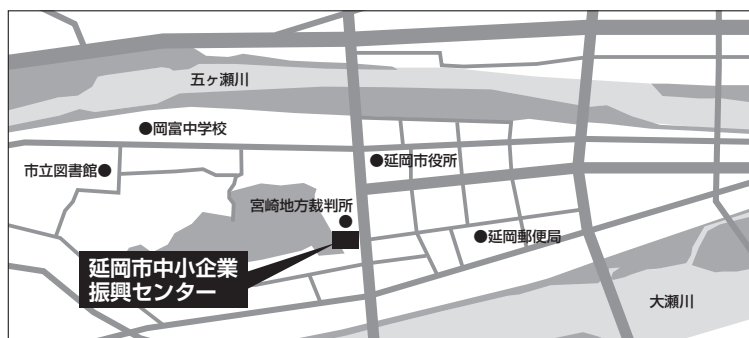 五ヶ瀬川
●岡富中学校
●延岡市役所
市立図書館●
宮崎地方裁判所
●延岡郵便局
延岡市中小企業
振興センター
大瀬川